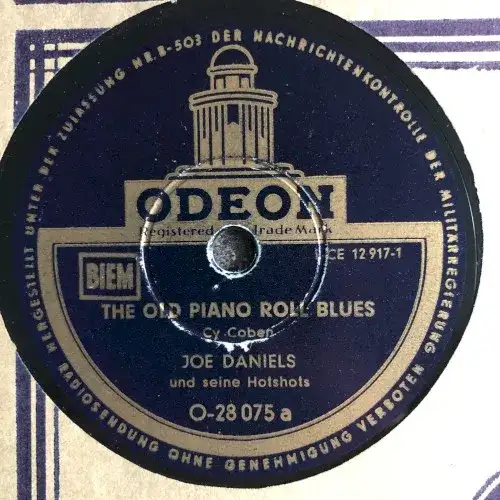 HERGESTELLT UNTER DER ZULASSUNG NR. B-503 DER NACHRICHTENKONTROLLE DER MILITÄRREGIERUNG
ODEON
Registered Trade Mark
BIEM
CE 12 917-1
THE OLD PIANO ROLL BLUES
Cy Coben
JOE DANIELS
und seine Hotshots
O-28 075 a
RADIOSENDUNG OHNE GENEHMIGUNG VERBOTEN